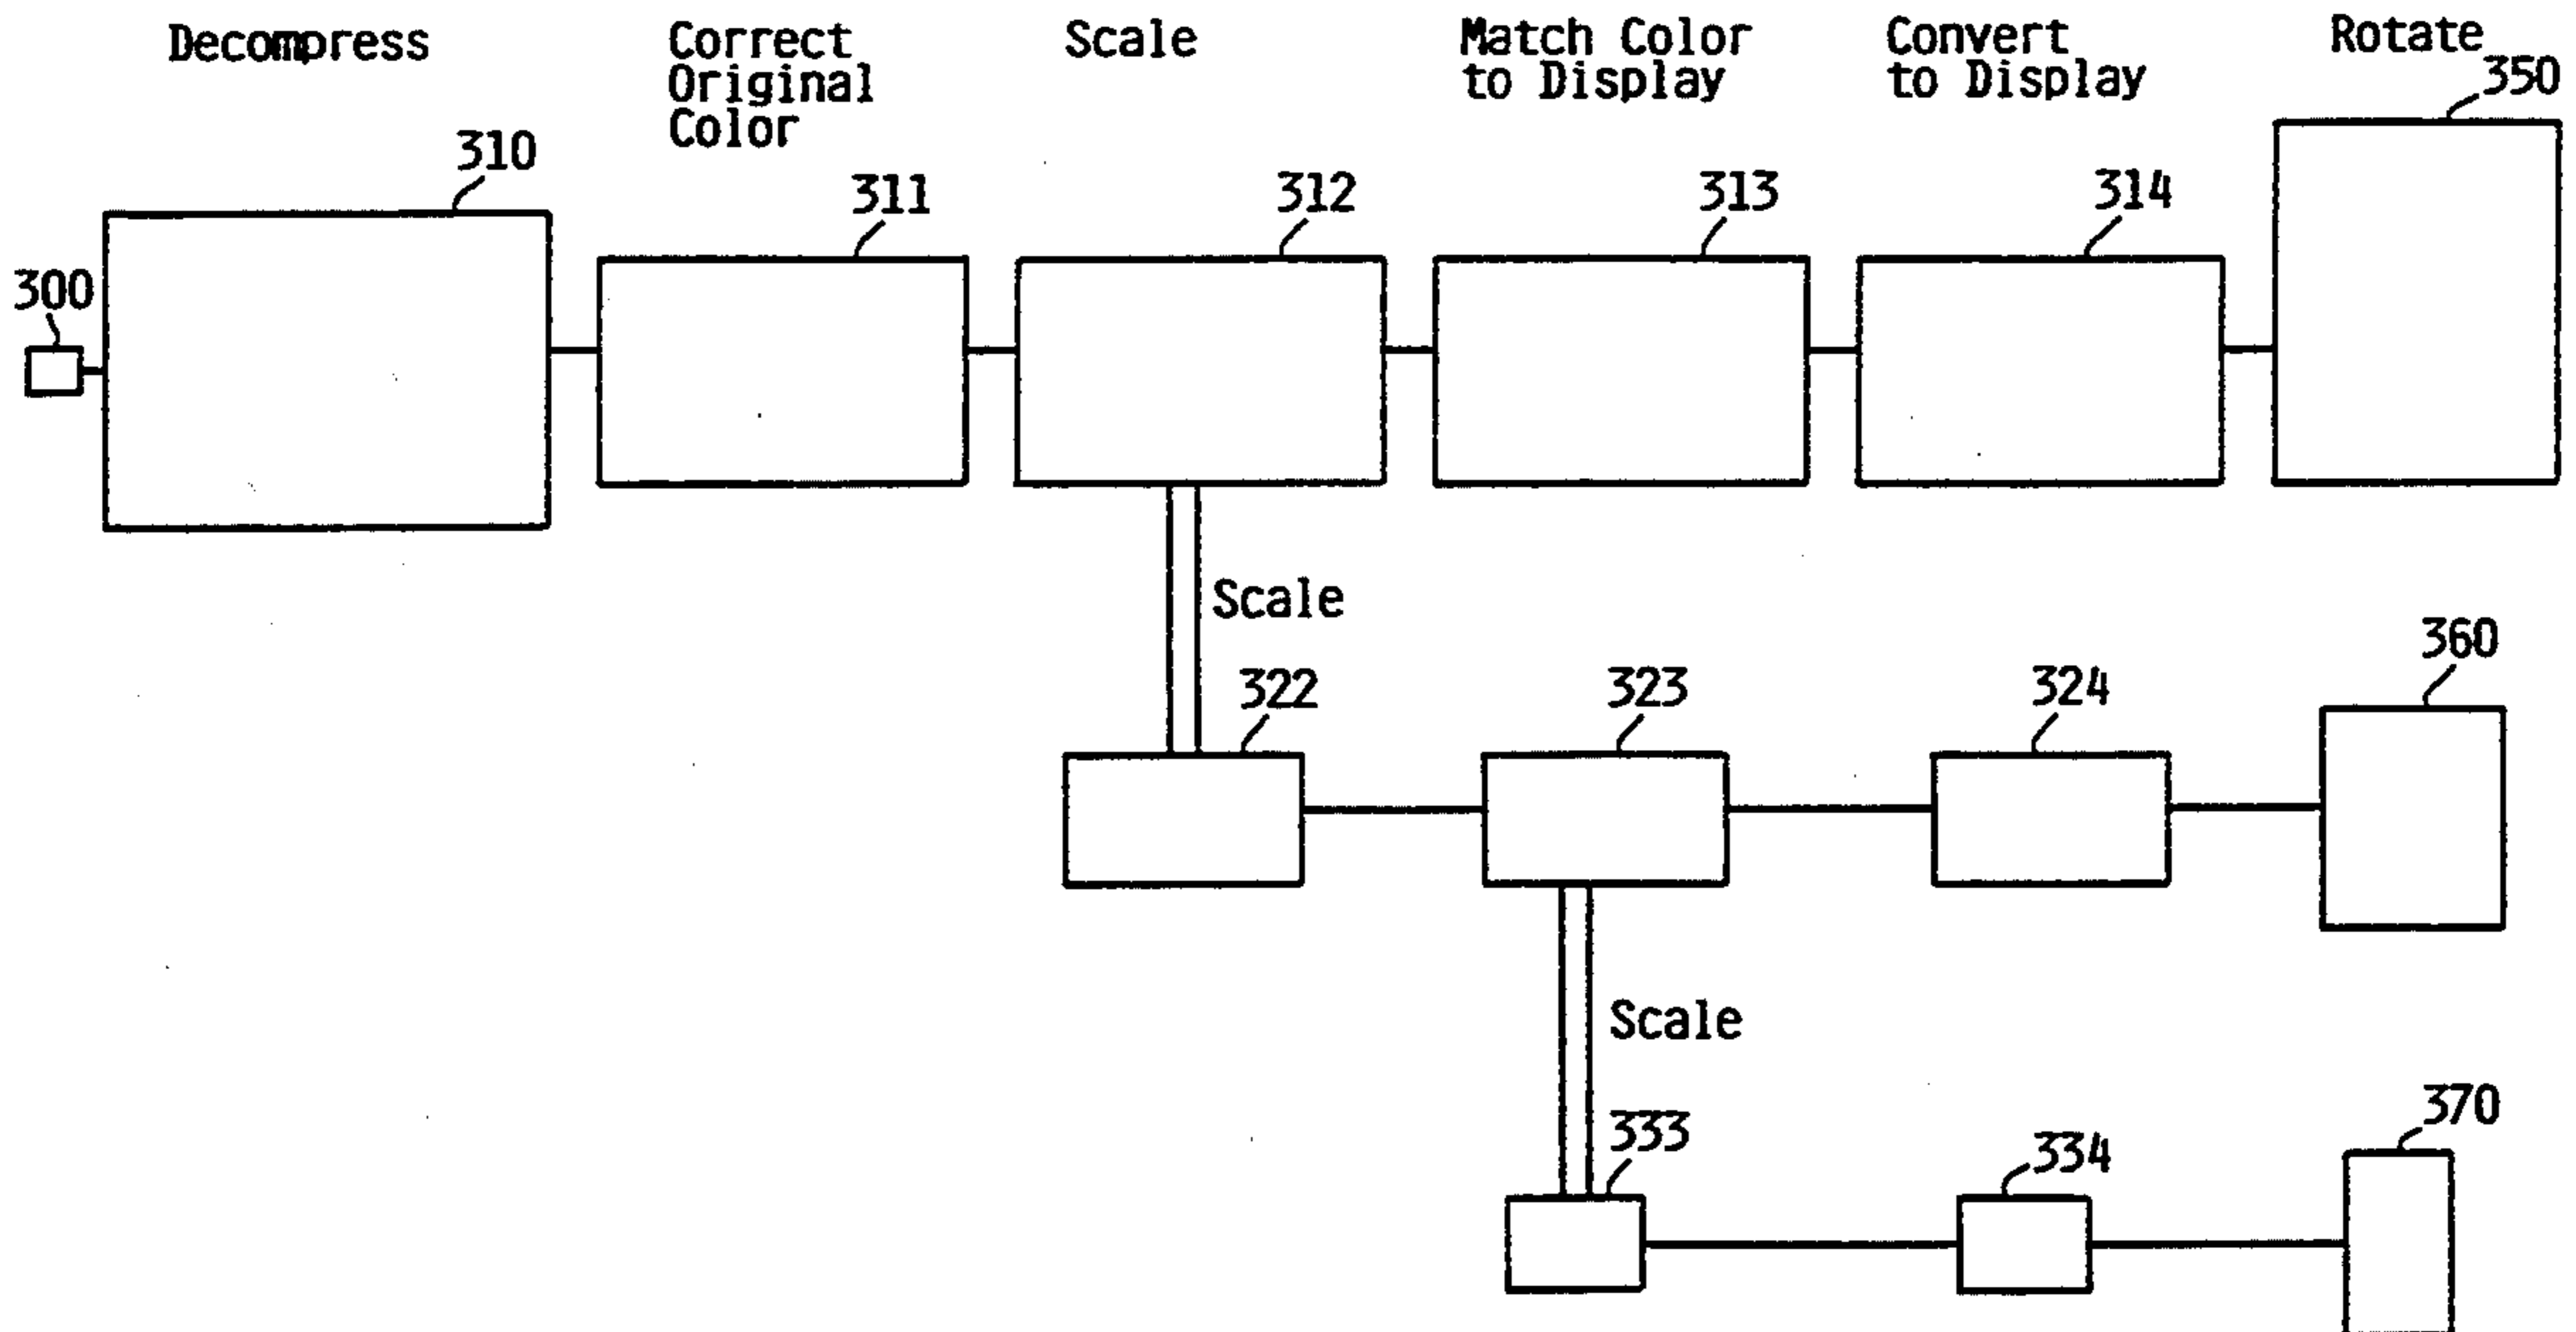 Decompress
Correct
Original
Color
Scale
Match Color
to Display
Convert
to Display
Rotate
350
310
311
312
313
314
300
Scale
322
323
324
360
Scale
333
334
370